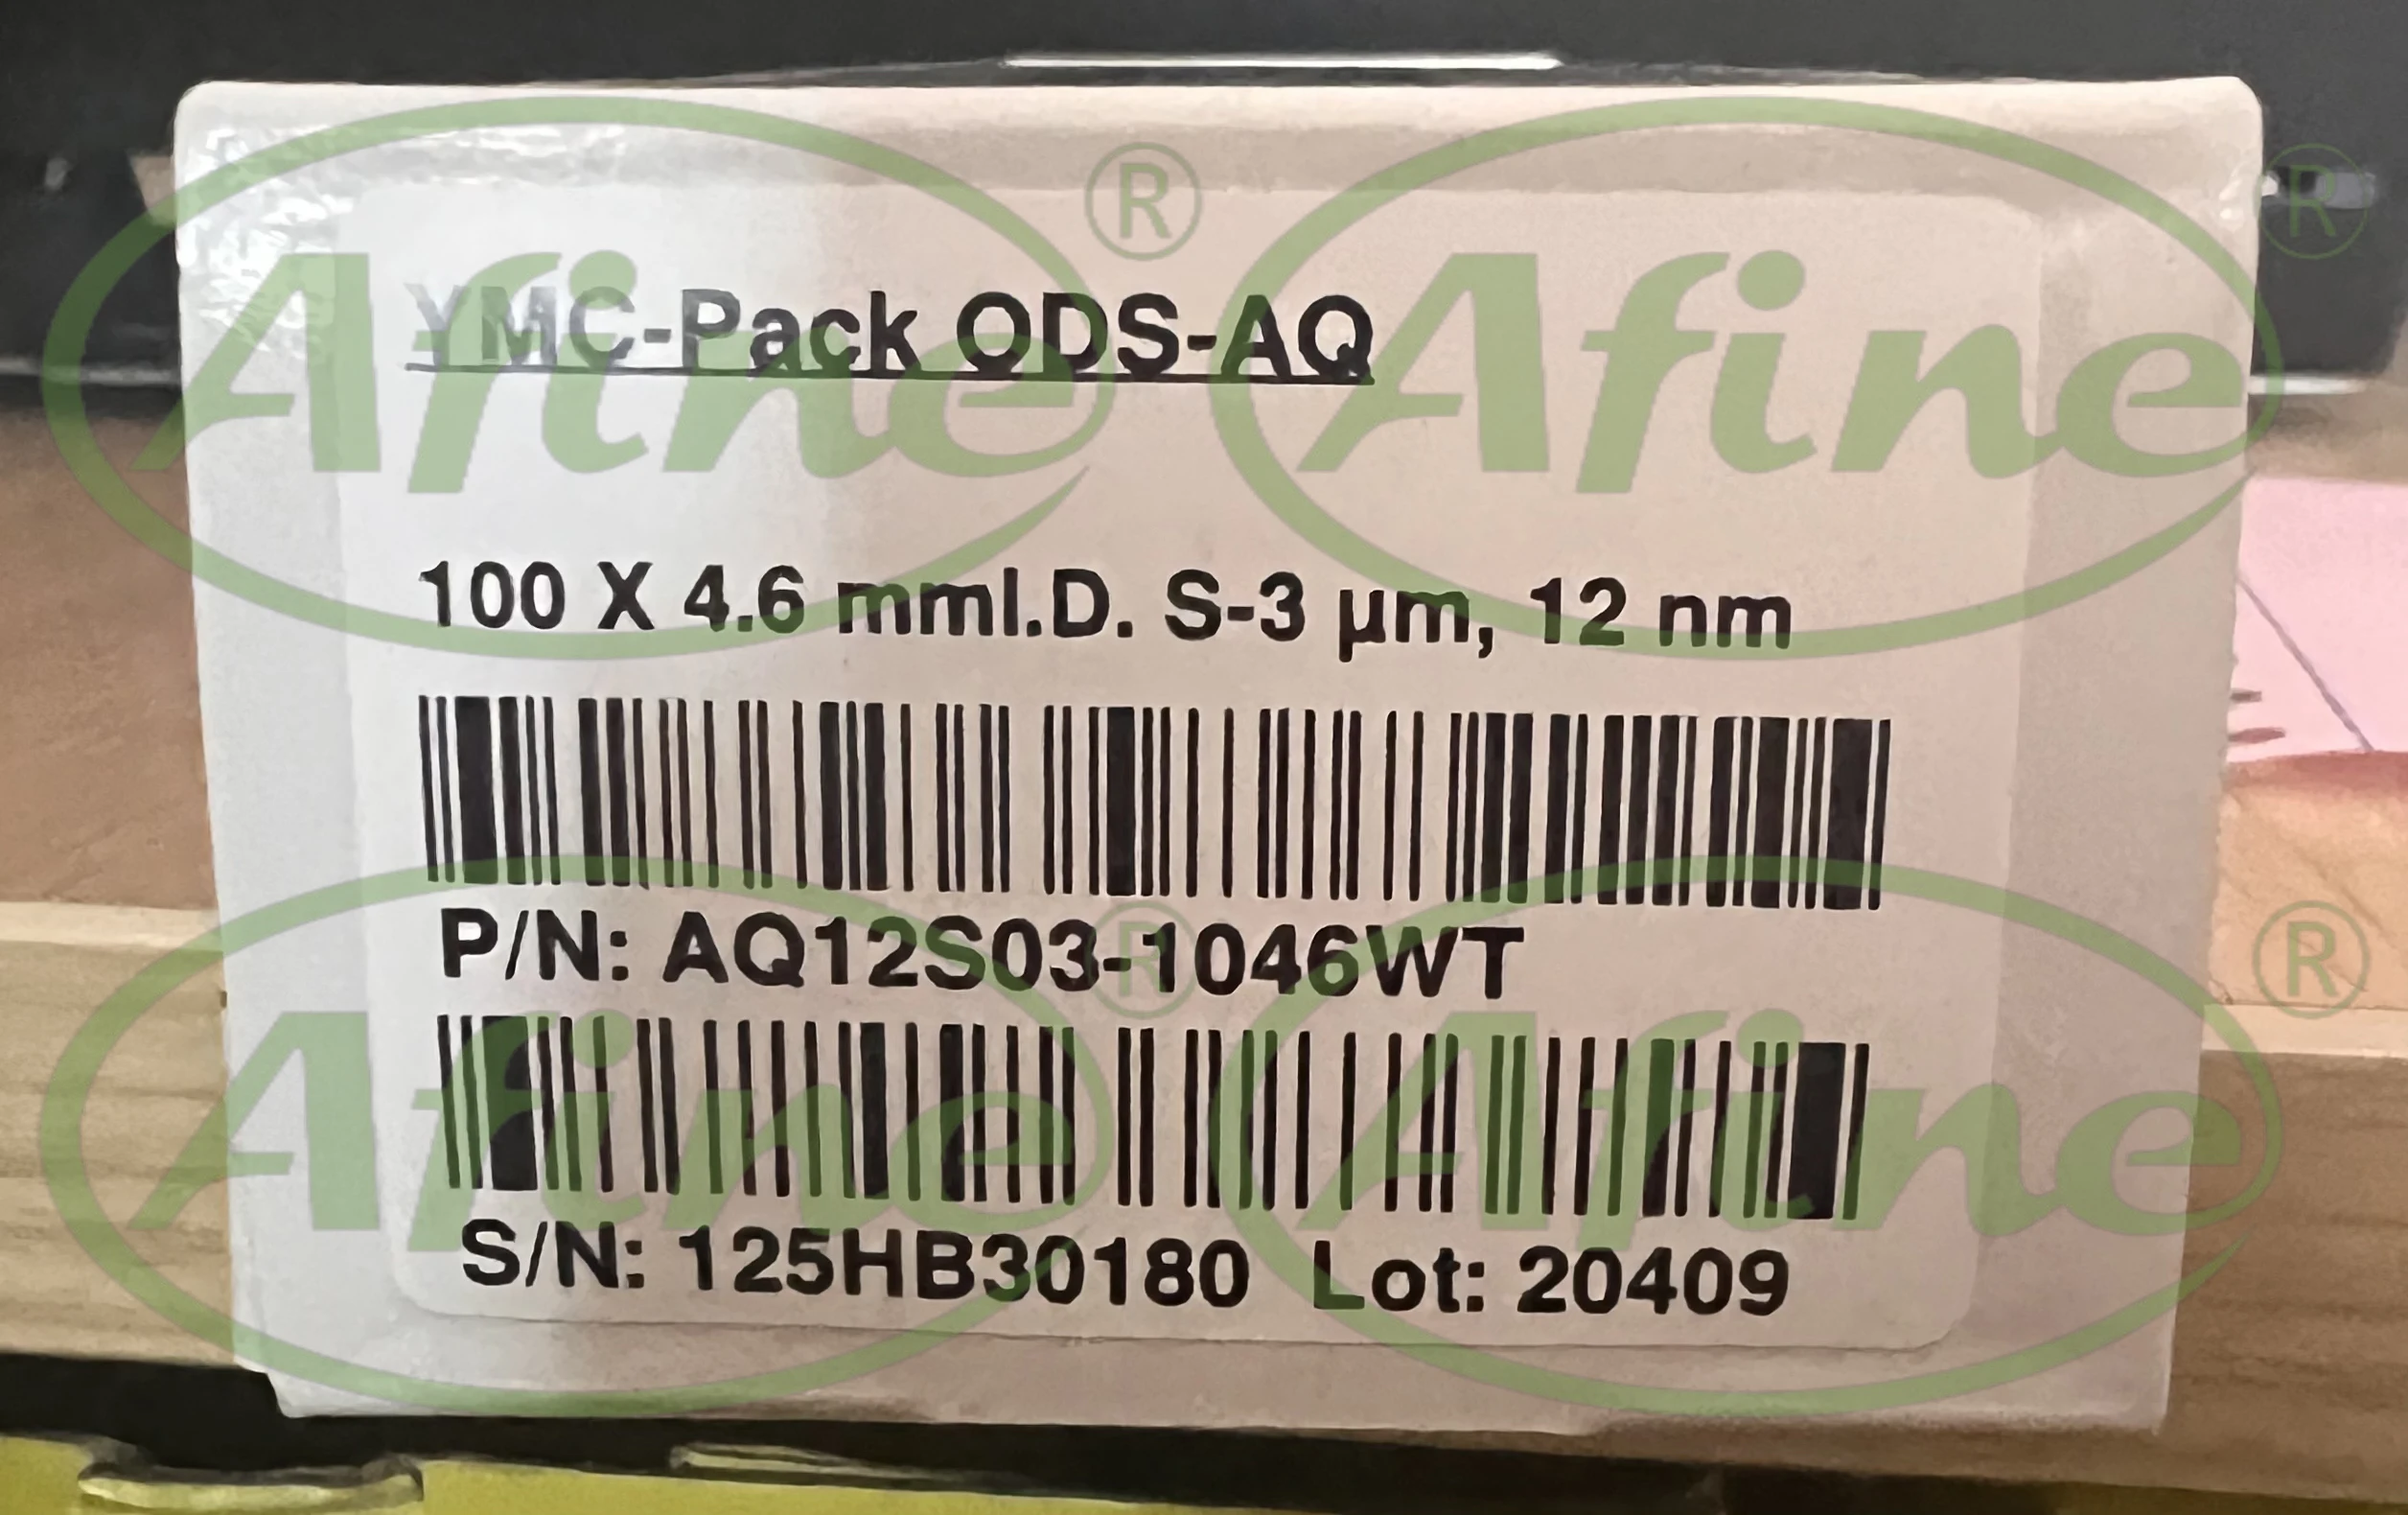 Afine® Afine®
YMC-Pack ODS-AQ
100 X 4.6 mmI.D. S-3 µm, 12 nm
P/N: AQ12S03-1046WT
Afine® Afine®
S/N: 125HB30180 Lot: 20409